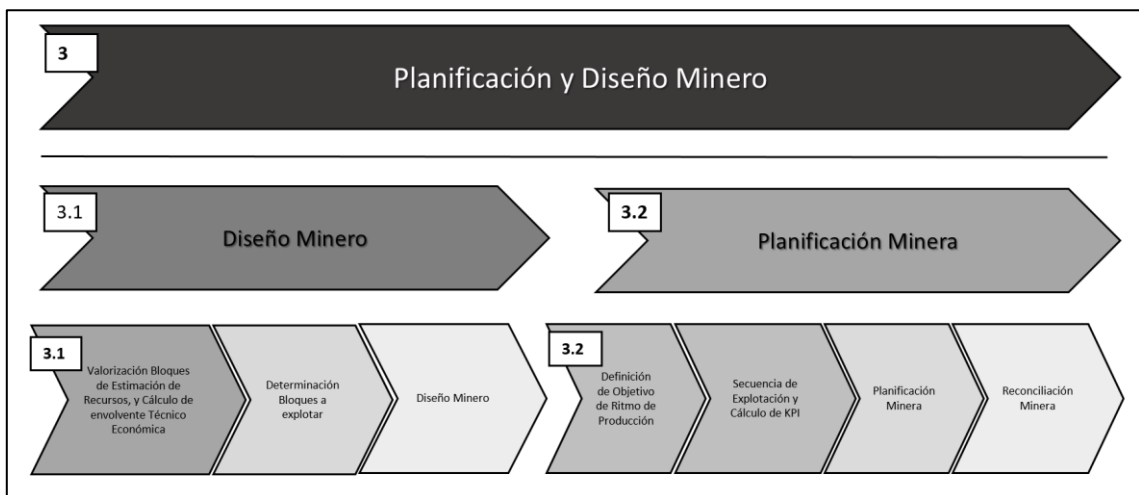 3
Planificación y Diseño Minero
3.1
Diseño Minero
3.2
Planificación Minera
3.1
Valorización Bloques
de Estimación de
Recursos, y Cálculo de
envolvente Técnico
Económica
Determinación
Bloques a
explotar
Diseño Minero
3.2
Definición
de Objetivo
de Ritmo de
Producción
Secuencia de
Explotación y
Cálculo de KPI
Planificación
Minera
Reconciliación
Minera